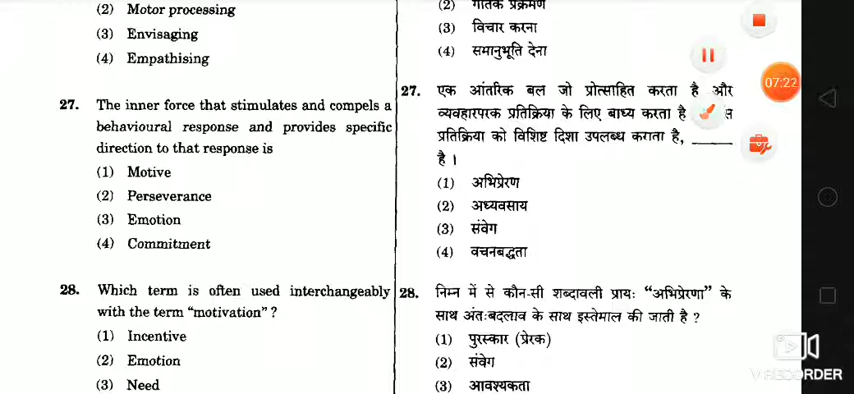 (2) Motor processing
(3) Envisaging
(4) Empathising
27. The inner force that stimulates and compels a
behavioural response and provides specific
direction to that response is
(1) Motive
(2) Perseverance
(3) Emotion
(4) Commitment
28. Which term is often used interchangeably
with the term “motivation” ?
(1) Incentive
(2) Emotion
(3) Need
(2) गतिक प्रक्रमण
(3) विचार करना
(4) समानुभूति देना
27. एक आंतरिक बल जो प्रोत्साहित करता है और
व्यवहारपरक प्रतिक्रिया के लिए बाध्य करता है
प्रतिक्रिया को विशिष्ट दिशा उपलब्ध कराता है, _____
है ।
(1) अभिप्रेरण
(2) अध्यवसाय
(3) संवेग
(4) वचनबद्धता
28. निम्न में से कौन-सी शब्दावली प्रायः “अभिप्रेरणा” के
साथ अंतःबदलाव के साथ इस्तेमाल की जाती है ?
(1) पुरस्कार (प्रेरक)
(2) संवेग
(3) आवश्यकता
07:22
V RECORDER